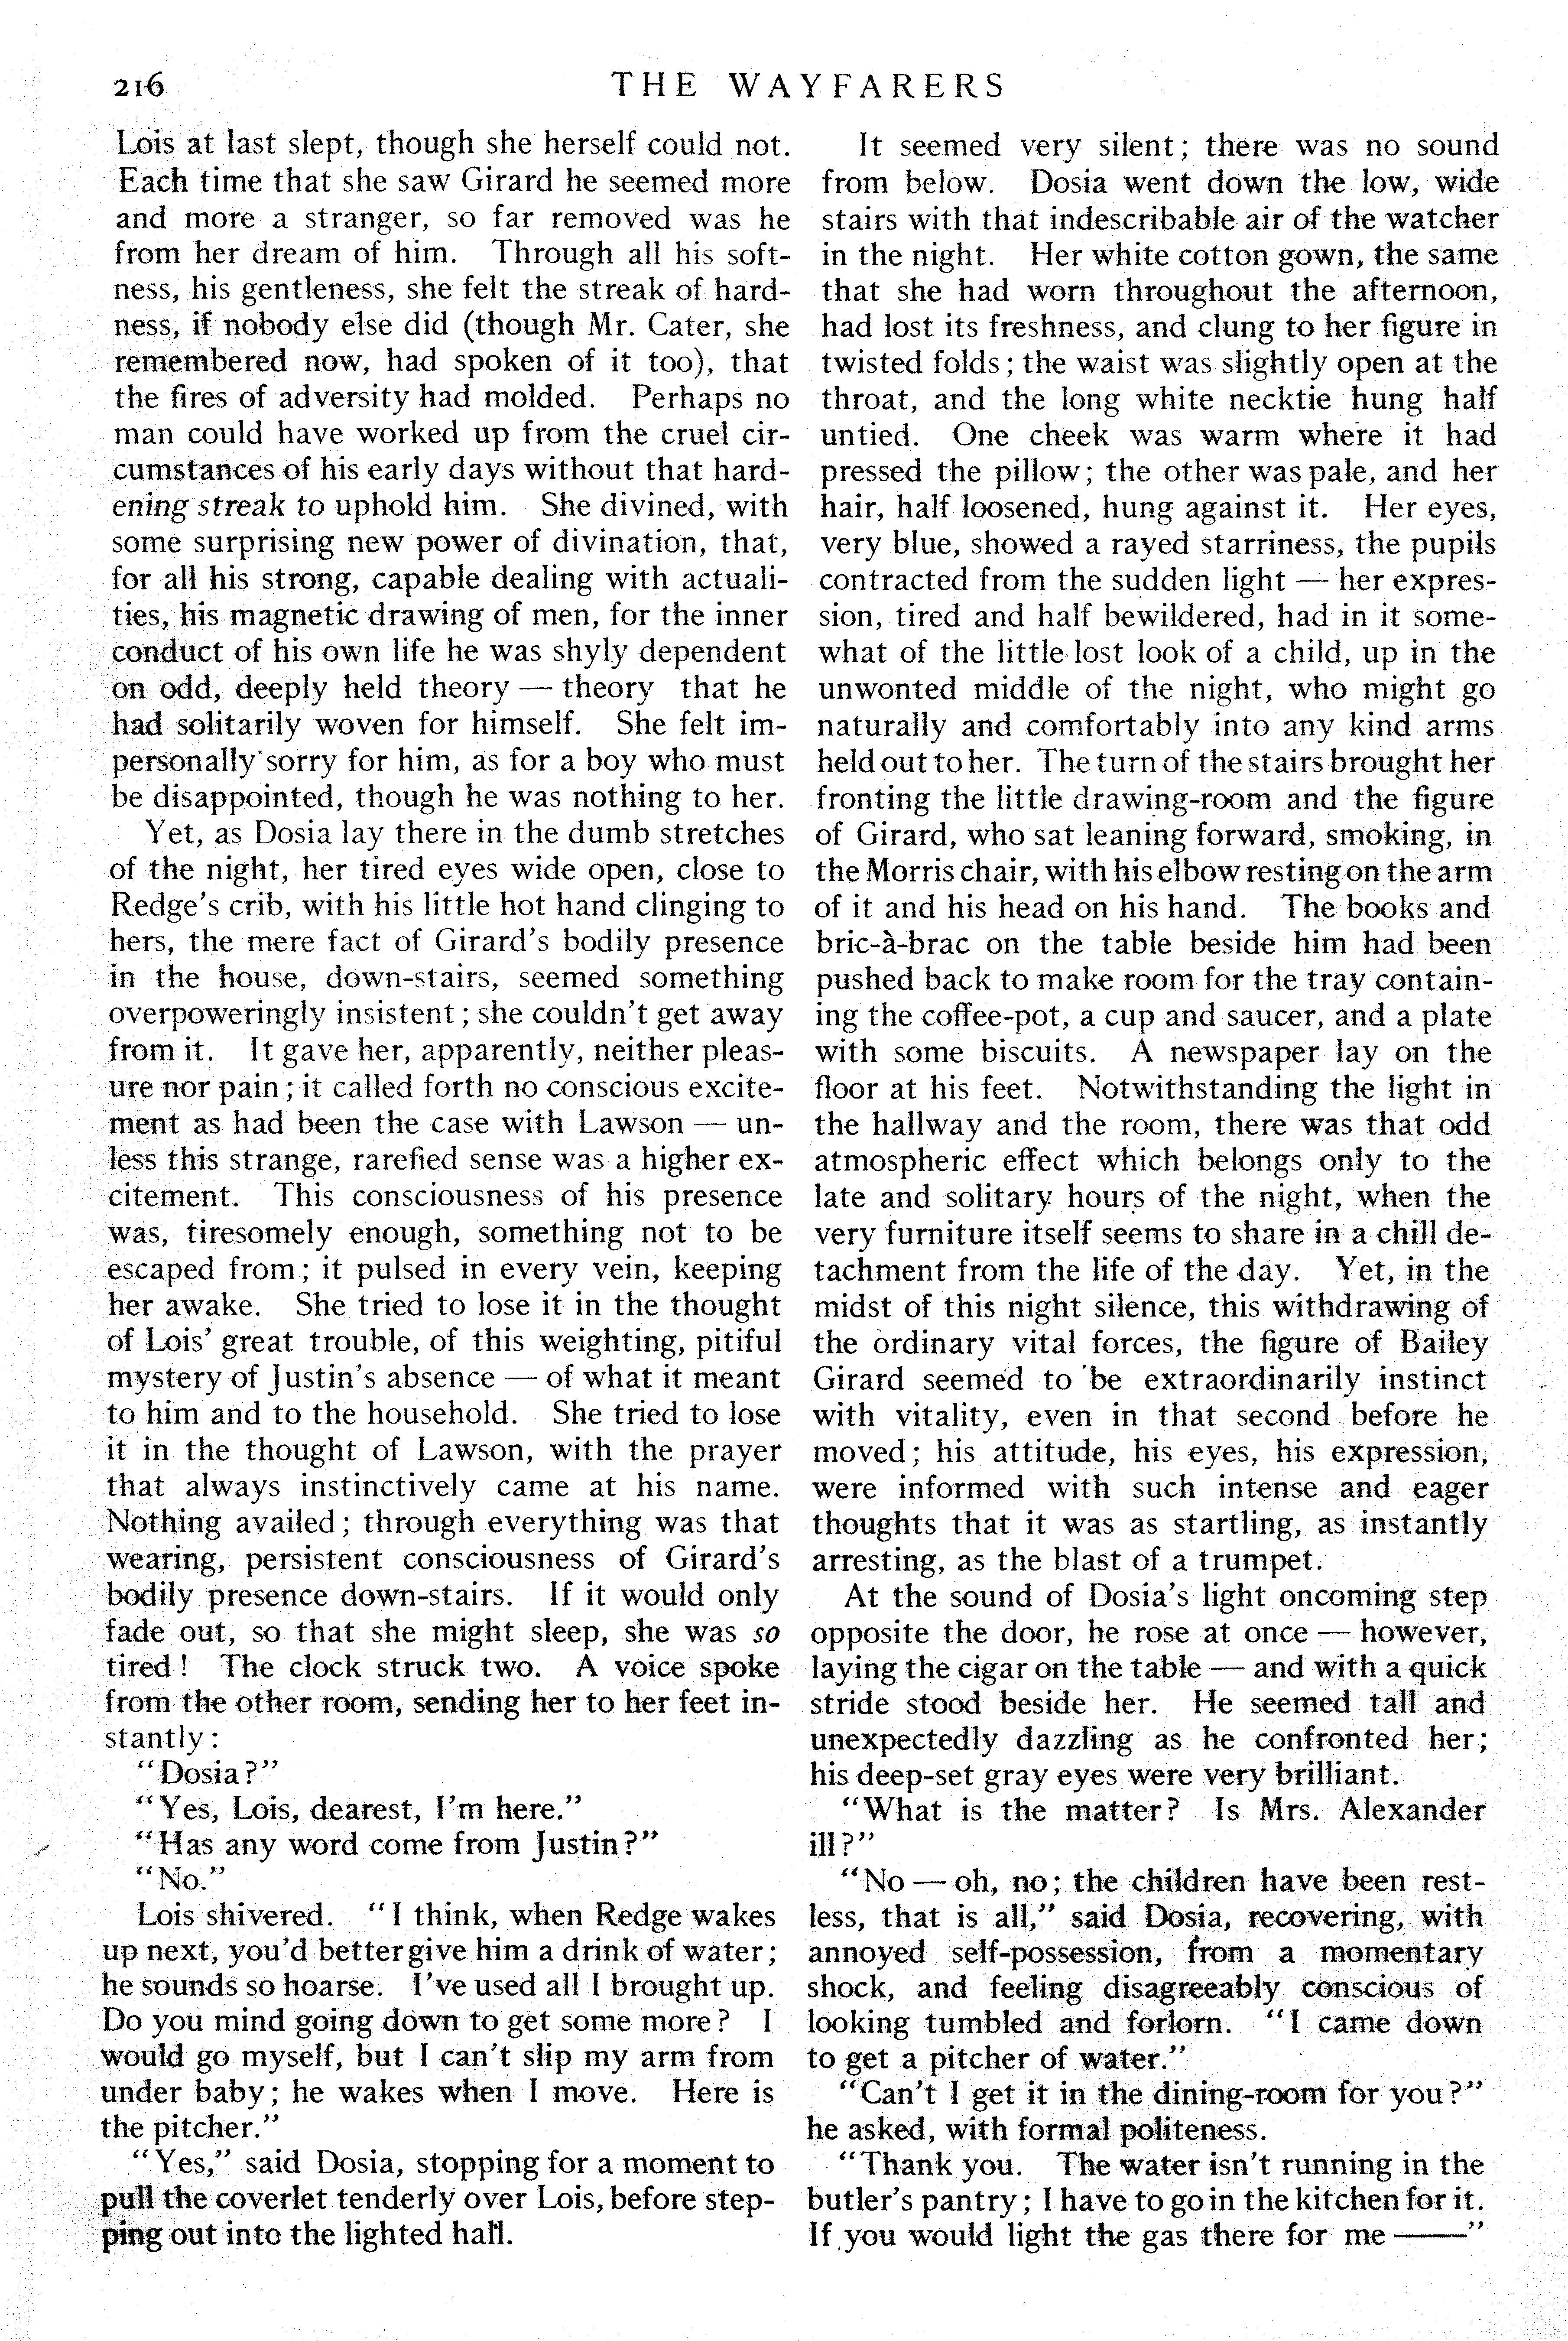 216
THE WAYFARERS
Lois at last slept, though she herself could not.
Each time that she saw Girard he seemed more
and more a stranger, so far removed was he
from her dream of him. Through all his soft-
ness, his gentleness, she felt the streak of hard-
ness, if nobody else did (though Mr. Cater, she
remembered now, had spoken of it too), that
the fires of adversity had molded. Perhaps no
man could have worked up from the cruel cir-
cumstances of his early days without that hard-
ening streak to uphold him. She divined, with
some surprising new power of divination, that,
for all his strong, capable dealing with actuali-
ties, his magnetic drawing of men, for the inner
conduct of his own life he was shyly dependent
on odd, deeply held theory — theory that he
had solitarily woven for himself. She felt im-
personally sorry for him, as for a boy who must
be disappointed, though he was nothing to her.
Yet, as Dosia lay there in the dumb stretches
of the night, her tired eyes wide open, close to
Redge's crib, with his little hot hand clinging to
hers, the mere fact of Girard's bodily presence
in the house, down-stairs, seemed something
overpoweringly insistent; she couldn't get away
from it. It gave her, apparently, neither pleas-
ure nor pain; it called forth no conscious excite-
ment as had been the case with Lawson — un-
less this strange, rarefied sense was a higher ex-
citement. This consciousness of his presence
was, tiresomely enough, something not to be
escaped from; it pulsed in every vein, keeping
her awake. She tried to lose it in the thought
of Lois' great trouble, of this weighting, pitiful
mystery of Justin's absence — of what it meant
to him and to the household. She tried to lose
it in the thought of Lawson, with the prayer
that always instinctively came at his name.
Nothing availed; through everything was that
wearing, persistent consciousness of Girard's
bodily presence down-stairs. If it would only
fade out, so that she might sleep, she was so
tired! The clock struck two. A voice spoke
from the other room, sending her to her feet in-
stantly:
"Dosia?"
"Yes, Lois, dearest, I'm here."
"Has any word come from Justin?"
"No."
Lois shivered. "I think, when Redge wakes
up next, you'd better give him a drink of water;
he sounds so hoarse. I've used all I brought up.
Do you mind going down to get some more? I
would go myself, but I can't slip my arm from
under baby; he wakes when I move. Here is
the pitcher."
"Yes," said Dosia, stopping for a moment to
pull the coverlet tenderly over Lois, before step-
ping out into the lighted hall.
It seemed very silent; there was no sound
from below. Dosia went down the low, wide
stairs with that indescribable air of the watcher
in the night. Her white cotton gown, the same
that she had worn throughout the afternoon,
had lost its freshness, and clung to her figure in
twisted folds; the waist was slightly open at the
throat, and the long white necktie hung half
untied. One cheek was warm where it had
pressed the pillow; the other was pale, and her
hair, half loosened, hung against it. Her eyes,
very blue, showed a rayed starriness, the pupils
contracted from the sudden light — her expres-
sion, tired and half bewildered, had in it some-
what of the little lost look of a child, up in the
unwonted middle of the night, who might go
naturally and comfortably into any kind arms
held out to her. The turn of the stairs brought her
fronting the little drawing-room and the figure
of Girard, who sat leaning forward, smoking, in
the Morris chair, with his elbow resting on the arm
of it and his head on his hand. The books and
bric-à-brac on the table beside him had been
pushed back to make room for the tray contain-
ing the coffee-pot, a cup and saucer, and a plate
with some biscuits. A newspaper lay on the
floor at his feet. Notwithstanding the light in
the hallway and the room, there was that odd
atmospheric effect which belongs only to the
late and solitary hours of the night, when the
very furniture itself seems to share in a chill de-
tachment from the life of the day. Yet, in the
midst of this night silence, this withdrawing of
the ordinary vital forces, the figure of Bailey
Girard seemed to be extraordinarily instinct
with vitality, even in that second before he
moved; his attitude, his eyes, his expression,
were informed with such intense and eager
thoughts that it was as startling, as instantly
arresting, as the blast of a trumpet.
At the sound of Dosia's light oncoming step
opposite the door, he rose at once — however,
laying the cigar on the table — and with a quick
stride stood beside her. He seemed tall and
unexpectedly dazzling as he confronted her;
his deep-set gray eyes were very brilliant.
"What is the matter? Is Mrs. Alexander
ill?"
"No — oh, no; the children have been rest-
less, that is all," said Dosia, recovering, with
annoyed self-possession, from a momentary
shock, and feeling disagreeably conscious of
looking tumbled and forlorn. "I came down
to get a pitcher of water."
"Can't I get it in the dining-room for you?"
he asked, with formal politeness.
"Thank you. The water isn't running in the
butler's pantry; I have to go in the kitchen for it.
If you would light the gas there for me ——"